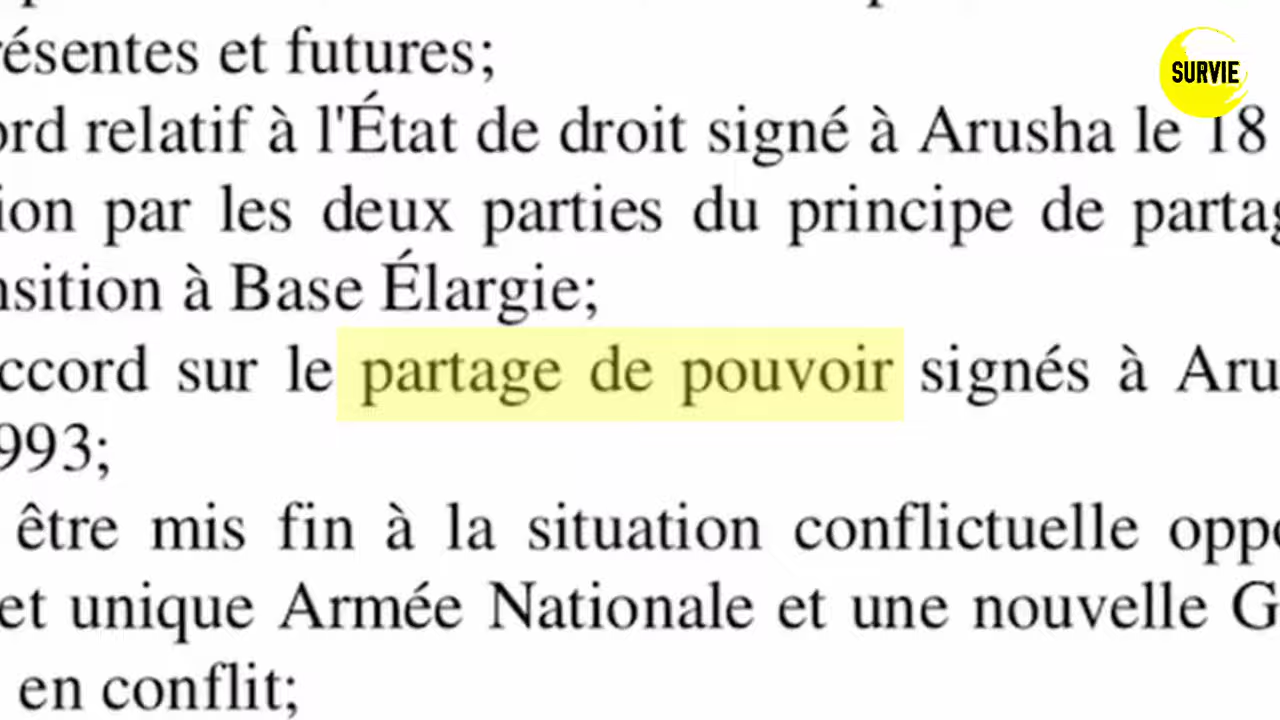 résentes et futures;
SURVIE
ord relatif à l'État de droit signé à Arusha le 18
ion par les deux parties du principe de partag
nsition à Base Élargie;
ccord sur le partage de pouvoir signés à Aru
993;
être mis fin à la situation conflictuelle oppo
et unique Armée Nationale et une nouvelle G
en conflit;